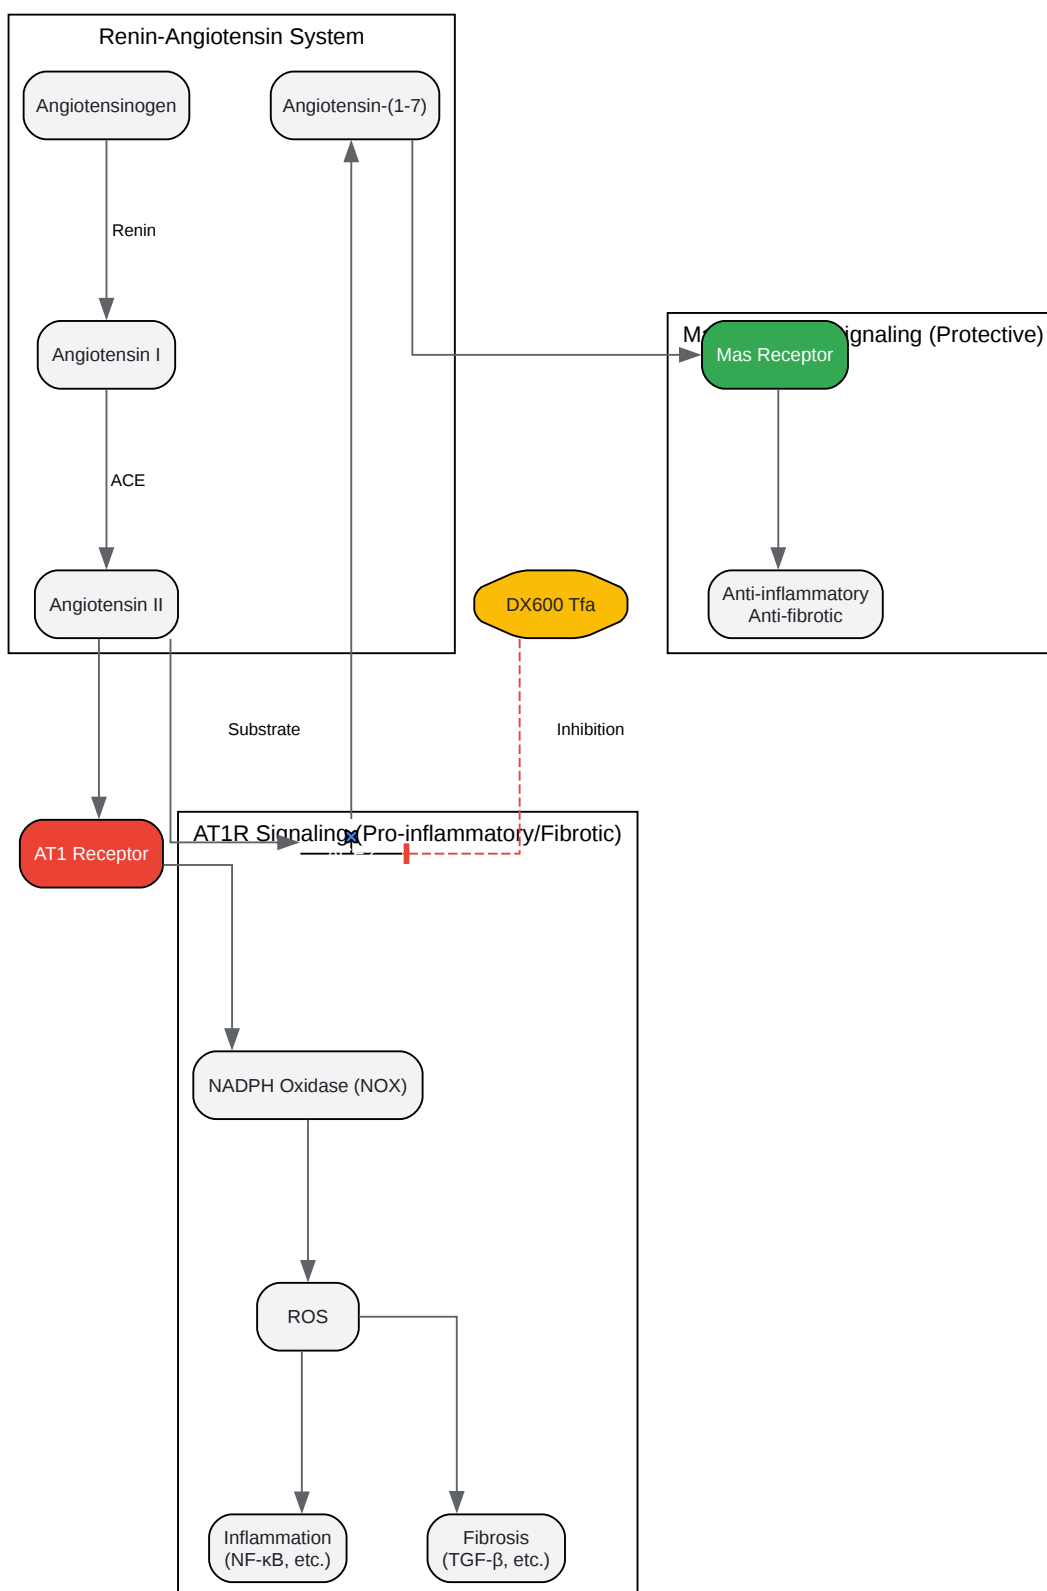 Renin-Angiotensin System
Angiotensinogen
Angiotensin-(1-7)
Renin
Angiotensin I
ignaling (Protective)
Mas Receptor
ACE
Angiotensin II
DX600 Tfa
Anti-inflammatory
Anti-fibrotic
Substrate
Inhibition
AT1R Signaling (Pro-inflammatory/Fibrotic)
AT1 Receptor
NADPH Oxidase (NOX)
ROS
Inflammation
(NF-κB, etc.)
Fibrosis
(TGF-β, etc.)